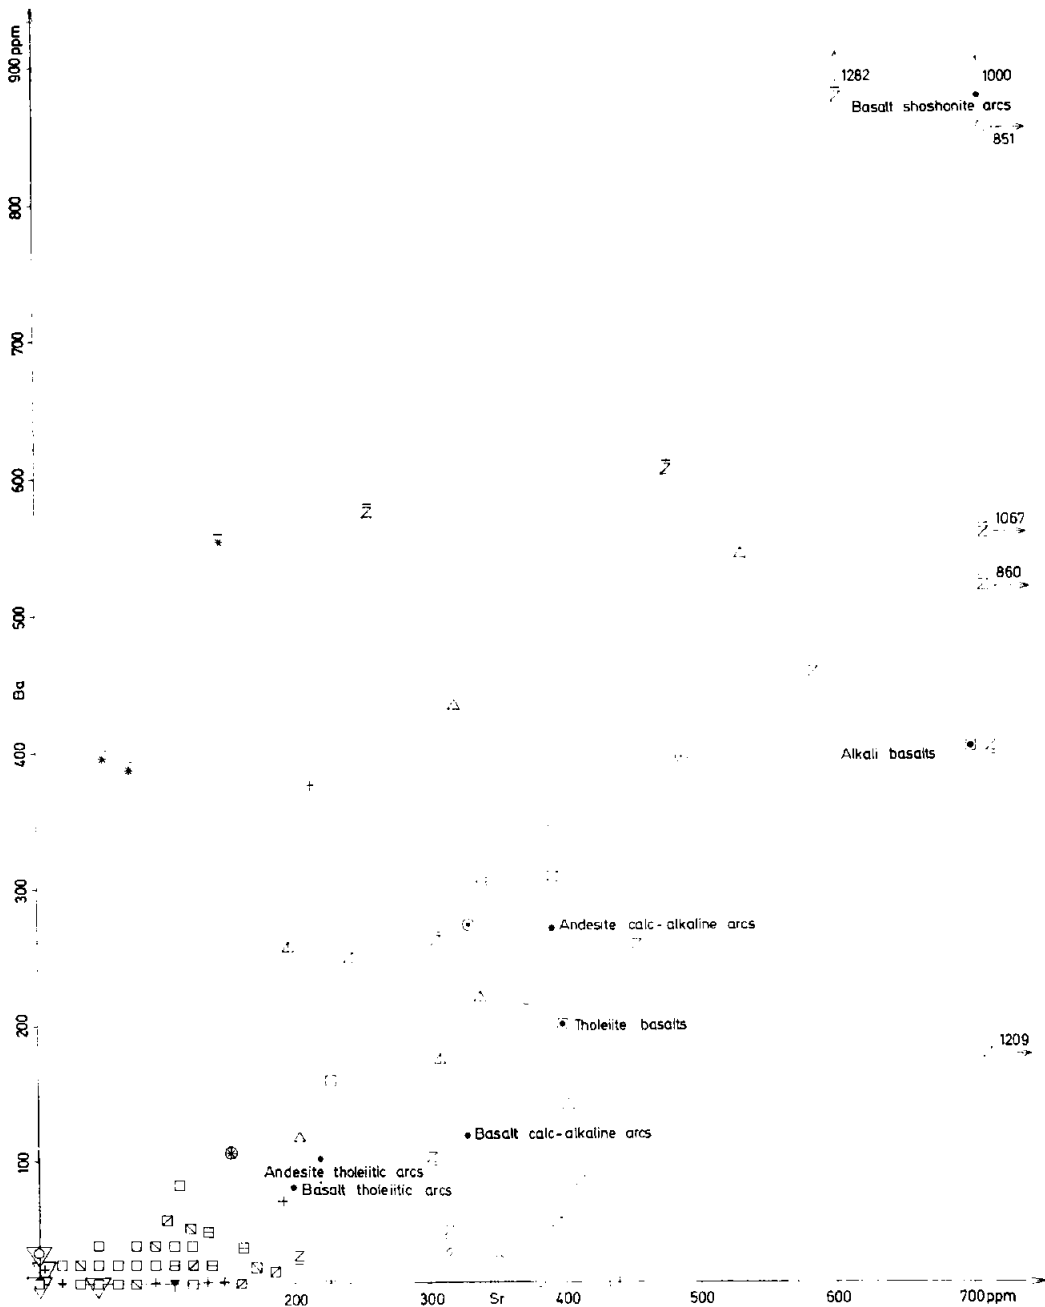 900 ppm
1282
1000
Basalt shoshonite arcs
851
800
700
600
1067
860
500
Ba
400
Alkali basalts
300
Andesite calc-alkaline arcs
200
Tholeiite basalts
1209
Basalt calc-alkaline arcs
100
Andesite tholeiitic arcs
Basalt tholeiitic arcs
200
300
Sr
400
500
600
700 ppm